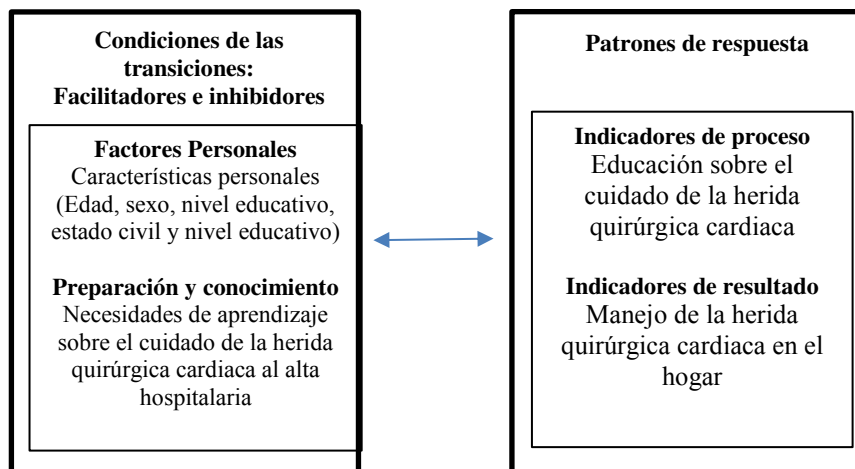 Condiciones de las
transiciones:
Facilitadores e inhibidores
Factores Personales
Características personales
(Edad, sexo, nivel educativo,
estado civil y nivel educativo)
Preparación y conocimiento
Necesidades de aprendizaje
sobre el cuidado de la herida
quirúrgica cardiaca al alta
hospitalaria
Patrones de respuesta
Indicadores de proceso
Educación sobre el
cuidado de la herida
quirúrgica cardiaca
Indicadores de resultado
Manejo de la herida
quirúrgica cardiaca en el
hogar